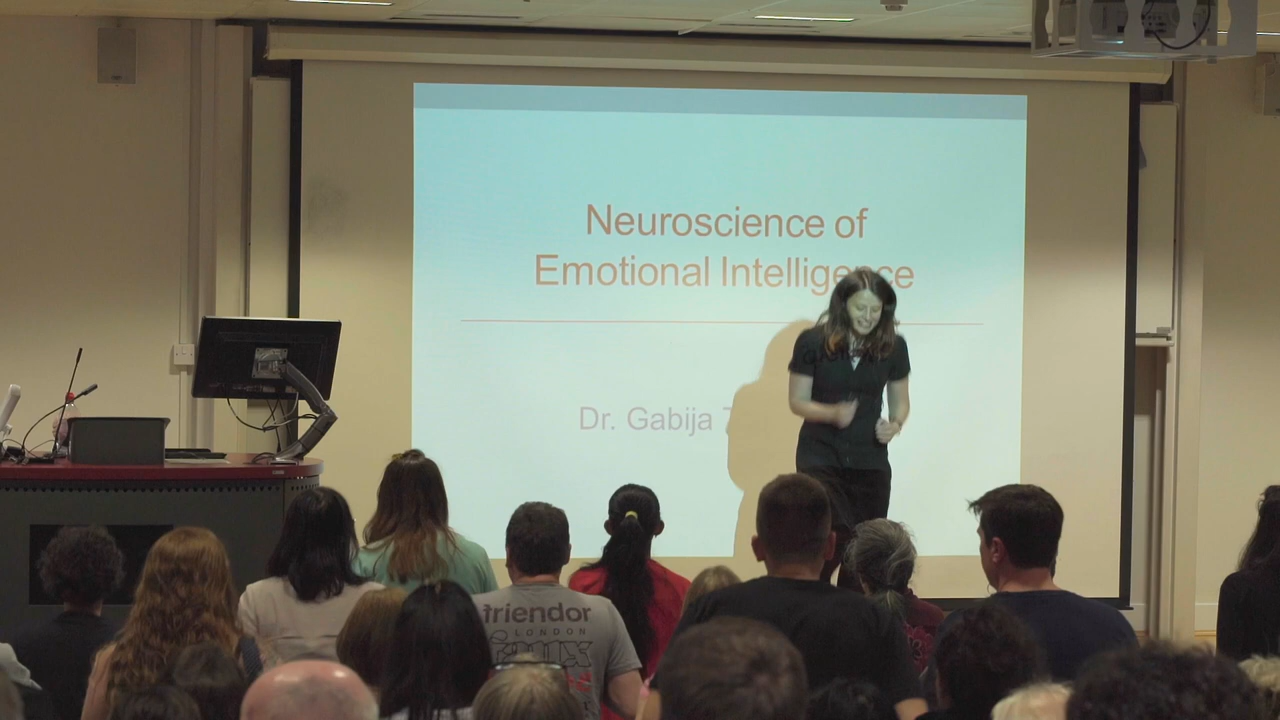 Neuroscience of
Emotional Intelligence
Dr. Gabija
friendor
LONDON